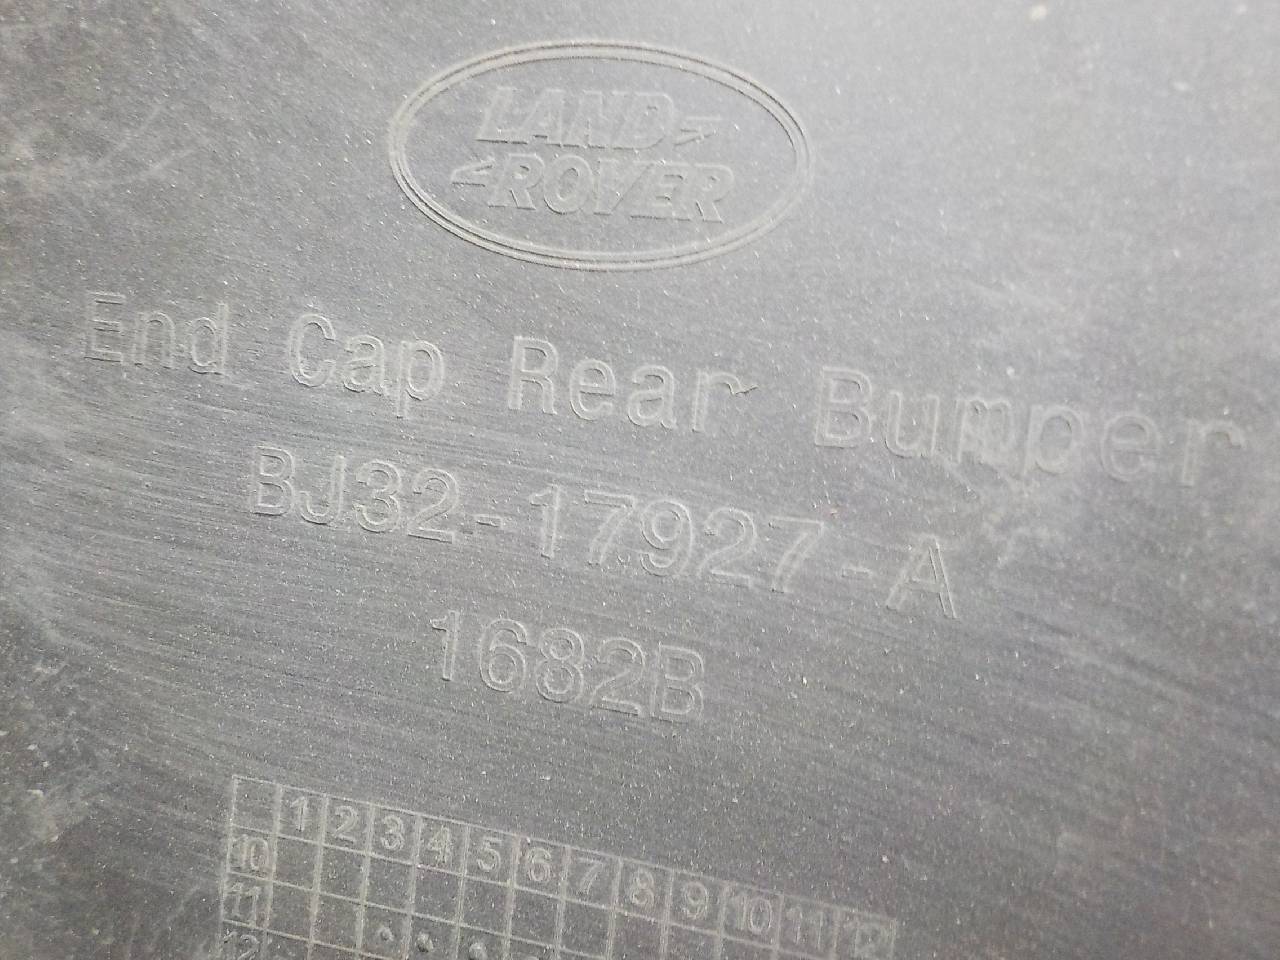 LAND
ROVER
End Cap Rear Bumper
BJ32-17927-A
1682B
1 2 3 4 5 6 7 8 9 10 11 12
10
11
12